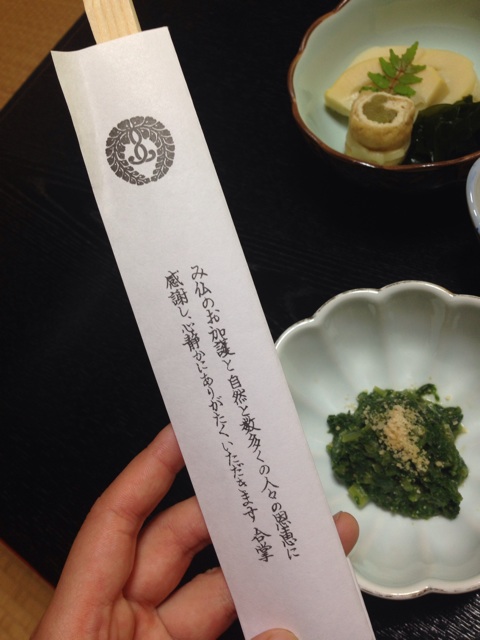 み仏のお加護と自然と数多くの人々の恩恵に
感謝し、心静かにありがたくいただきます 合掌